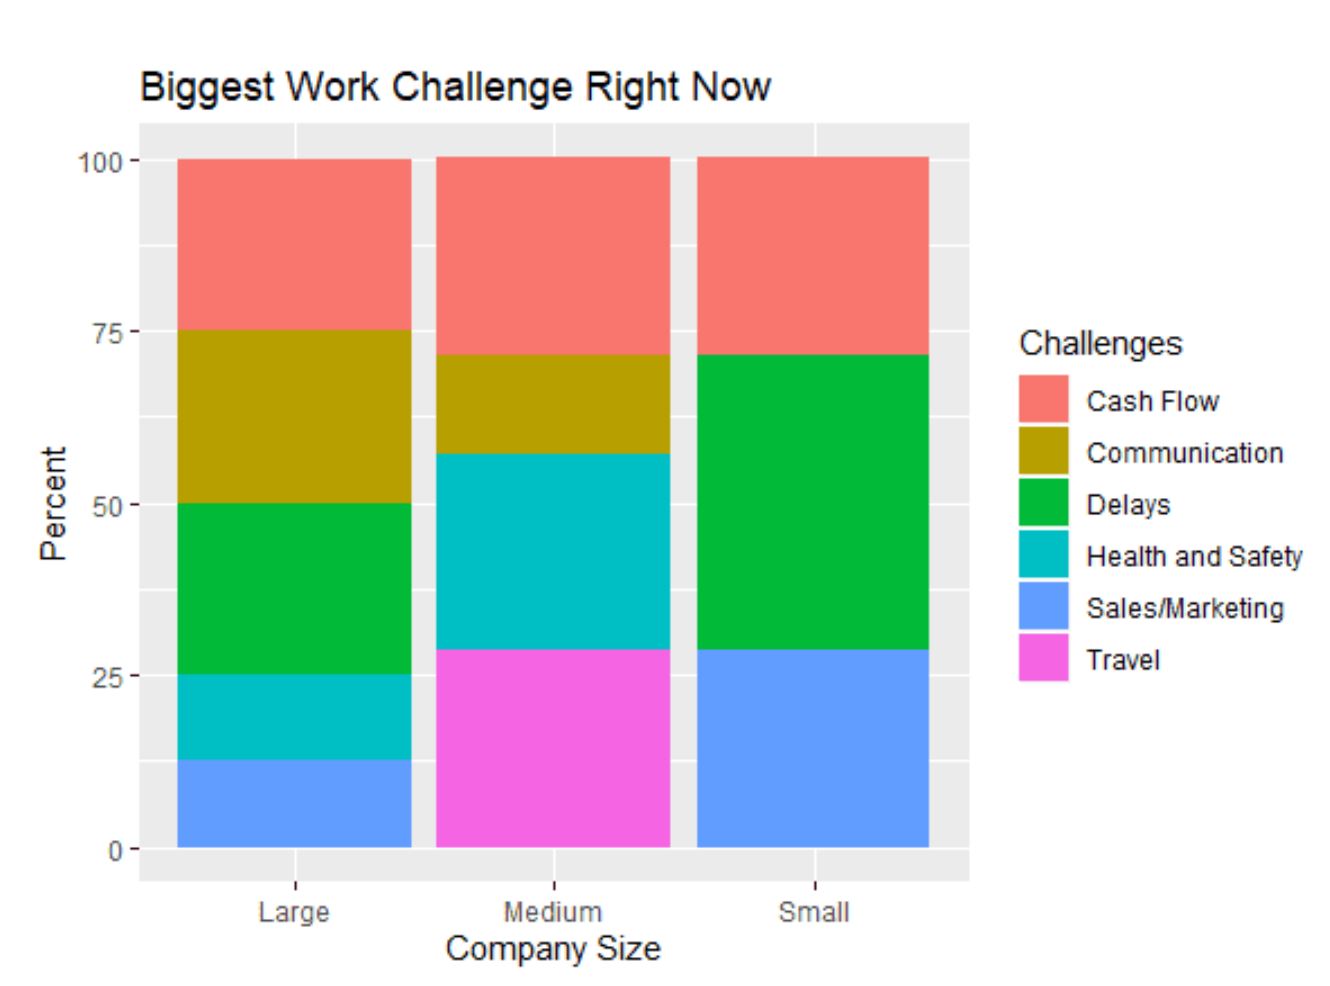 Biggest Work Challenge Right Now
100
75
50
25
0
Percent
Large Medium Small
Company Size
Challenges
Cash Flow
Communication
Delays
Health and Safety
Sales/Marketing
Travel